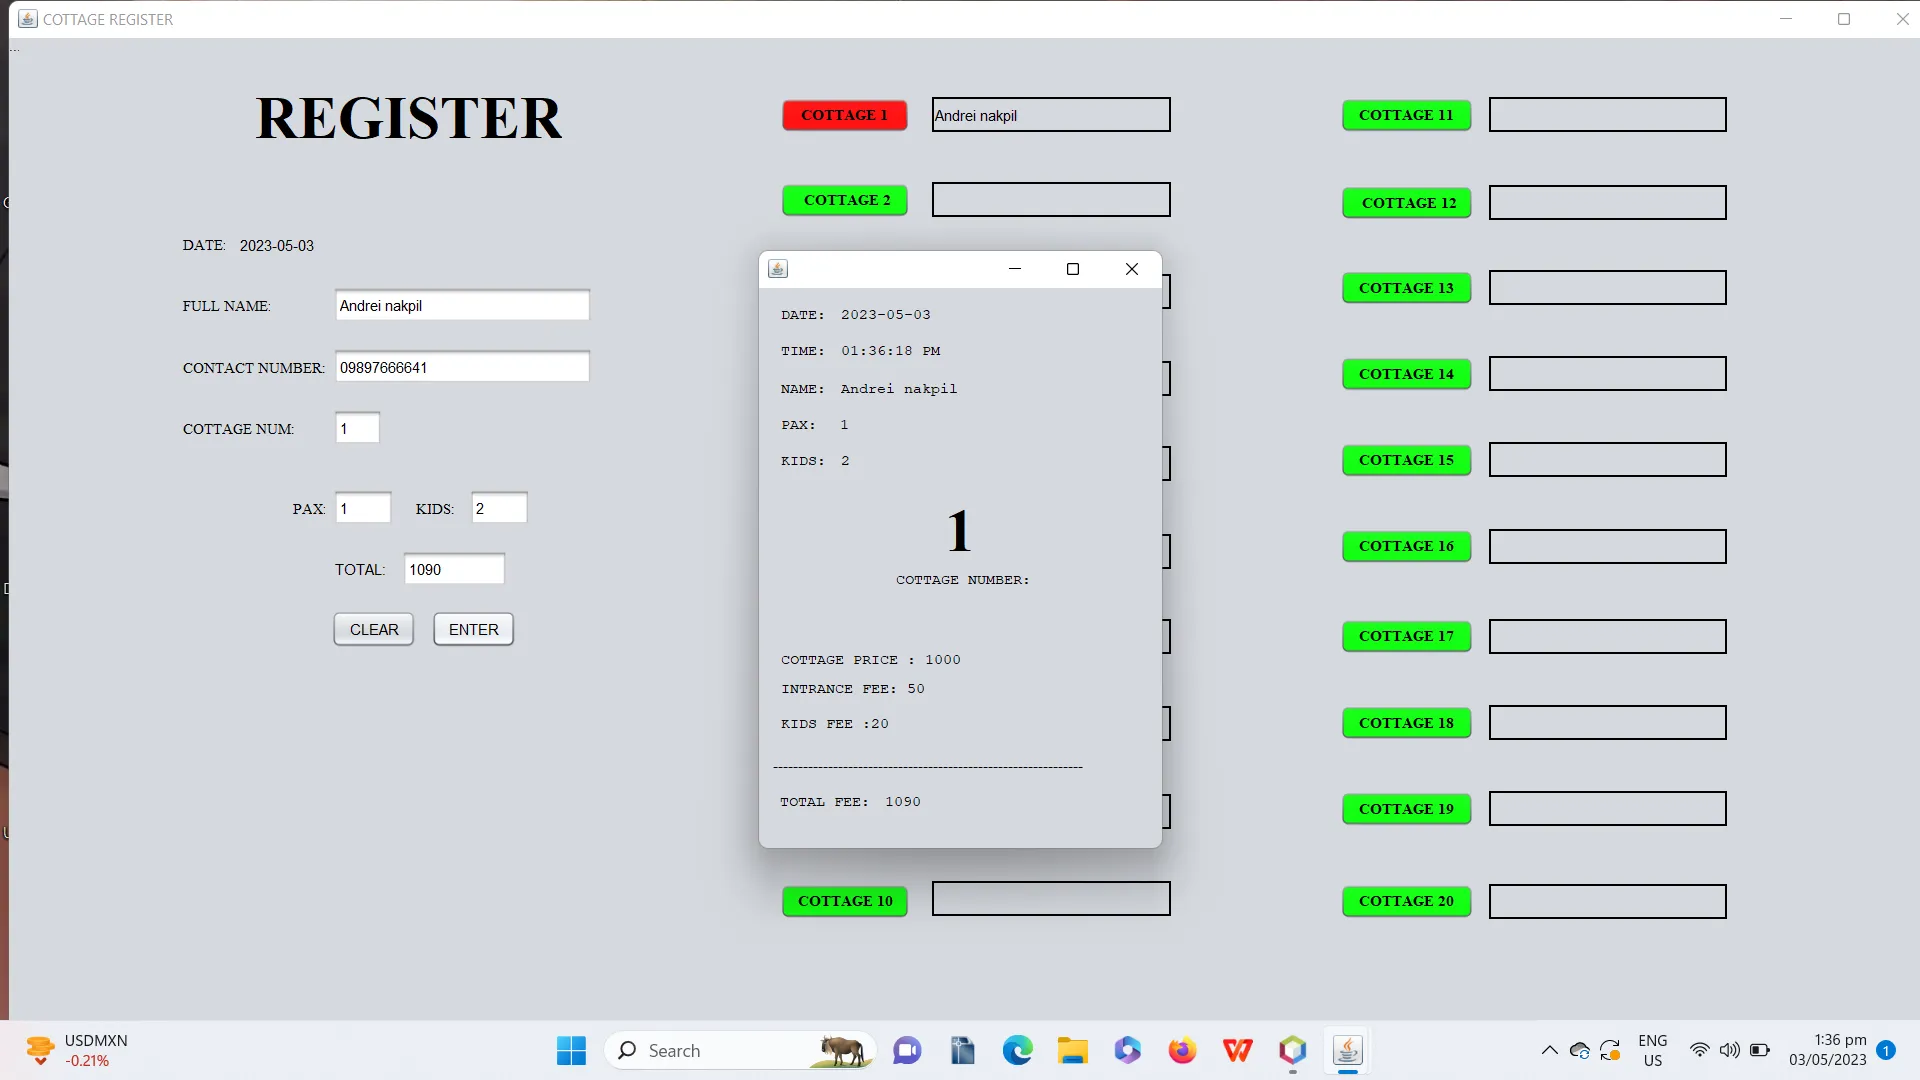 COTTAGE REGISTER
...
REGISTER
DATE: 2023-05-03
FULL NAME: Andrei nakpil
CONTACT NUMBER: 09897666641
COTTAGE NUM: 1
PAX: 1 KIDS: 2
TOTAL: 1090
CLEAR ENTER
COTTAGE 1 Andrei nakpil
COTTAGE 2
COTTAGE 10
DATE: 2023-05-03
TIME: 01:36:18 PM
NAME: Andrei nakpil
PAX: 1
KIDS: 2
1
COTTAGE NUMBER:
COTTAGE PRICE : 1000
INTRANCE FEE: 50
KIDS FEE :20
--------------------------------------------------------------
TOTAL FEE: 1090
COTTAGE 11
COTTAGE 12
COTTAGE 13
COTTAGE 14
COTTAGE 15
COTTAGE 16
COTTAGE 17
COTTAGE 18
COTTAGE 19
COTTAGE 20
USDMXN
-0.21%
Search
ENG
US
1:36 pm
03/05/2023
1